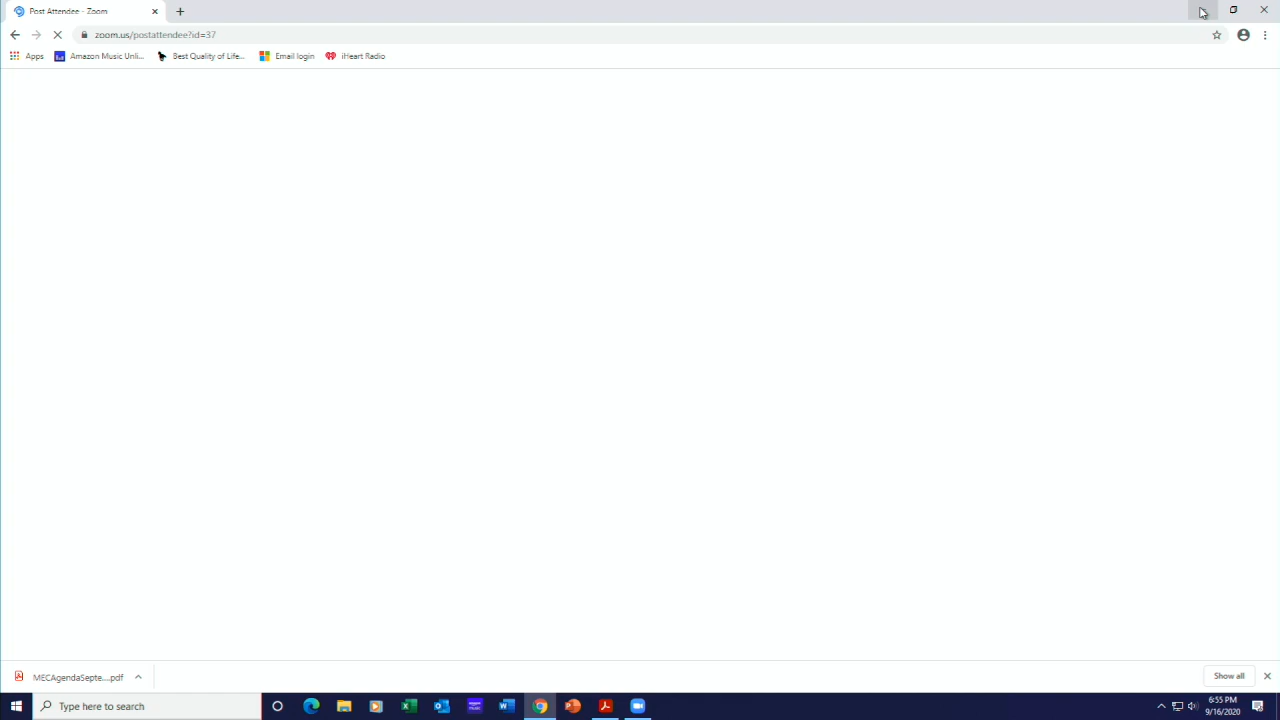 Post Attendee - Zoom
zoom.us/postattendee?id=37
Apps
Amazon Music Unli...
Best Quality of Life...
Email login
iHeart Radio
MECAgendaSepte....pdf
Show all
Type here to search
6:55 PM
9/16/2020